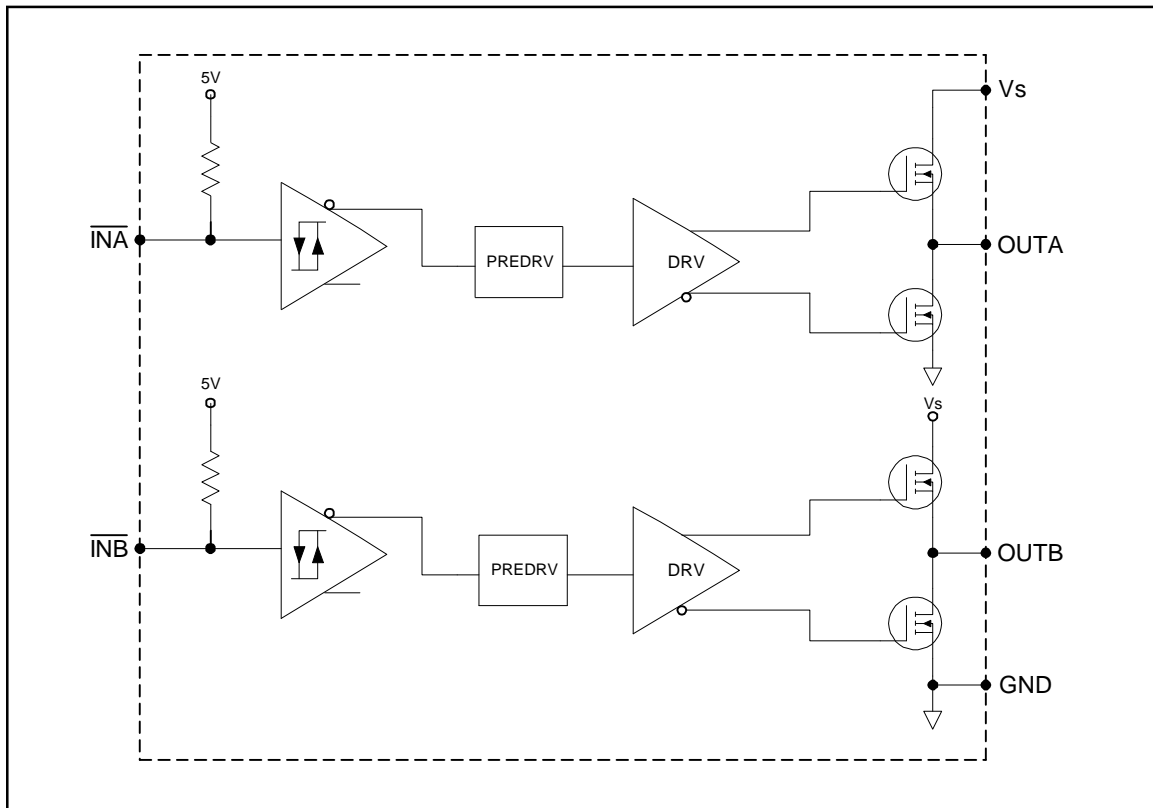 5V
Vs
INA
PREDRV
DRV
OUTA
5V
Vs
INB
PREDRV
DRV
OUTB
GND